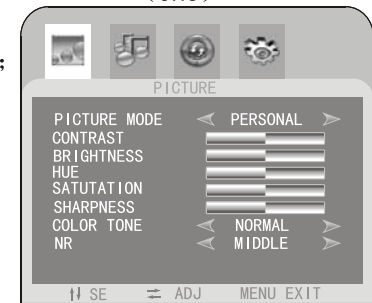 ;
PICTURE
PICTURE MODE PERSONAL
CONTRAST
BRIGHTNESS
HUE
SATUTATION
SHARPNESS
COLOR TONE NORMAL
NR MIDDLE
SE ADJ MENU EXIT